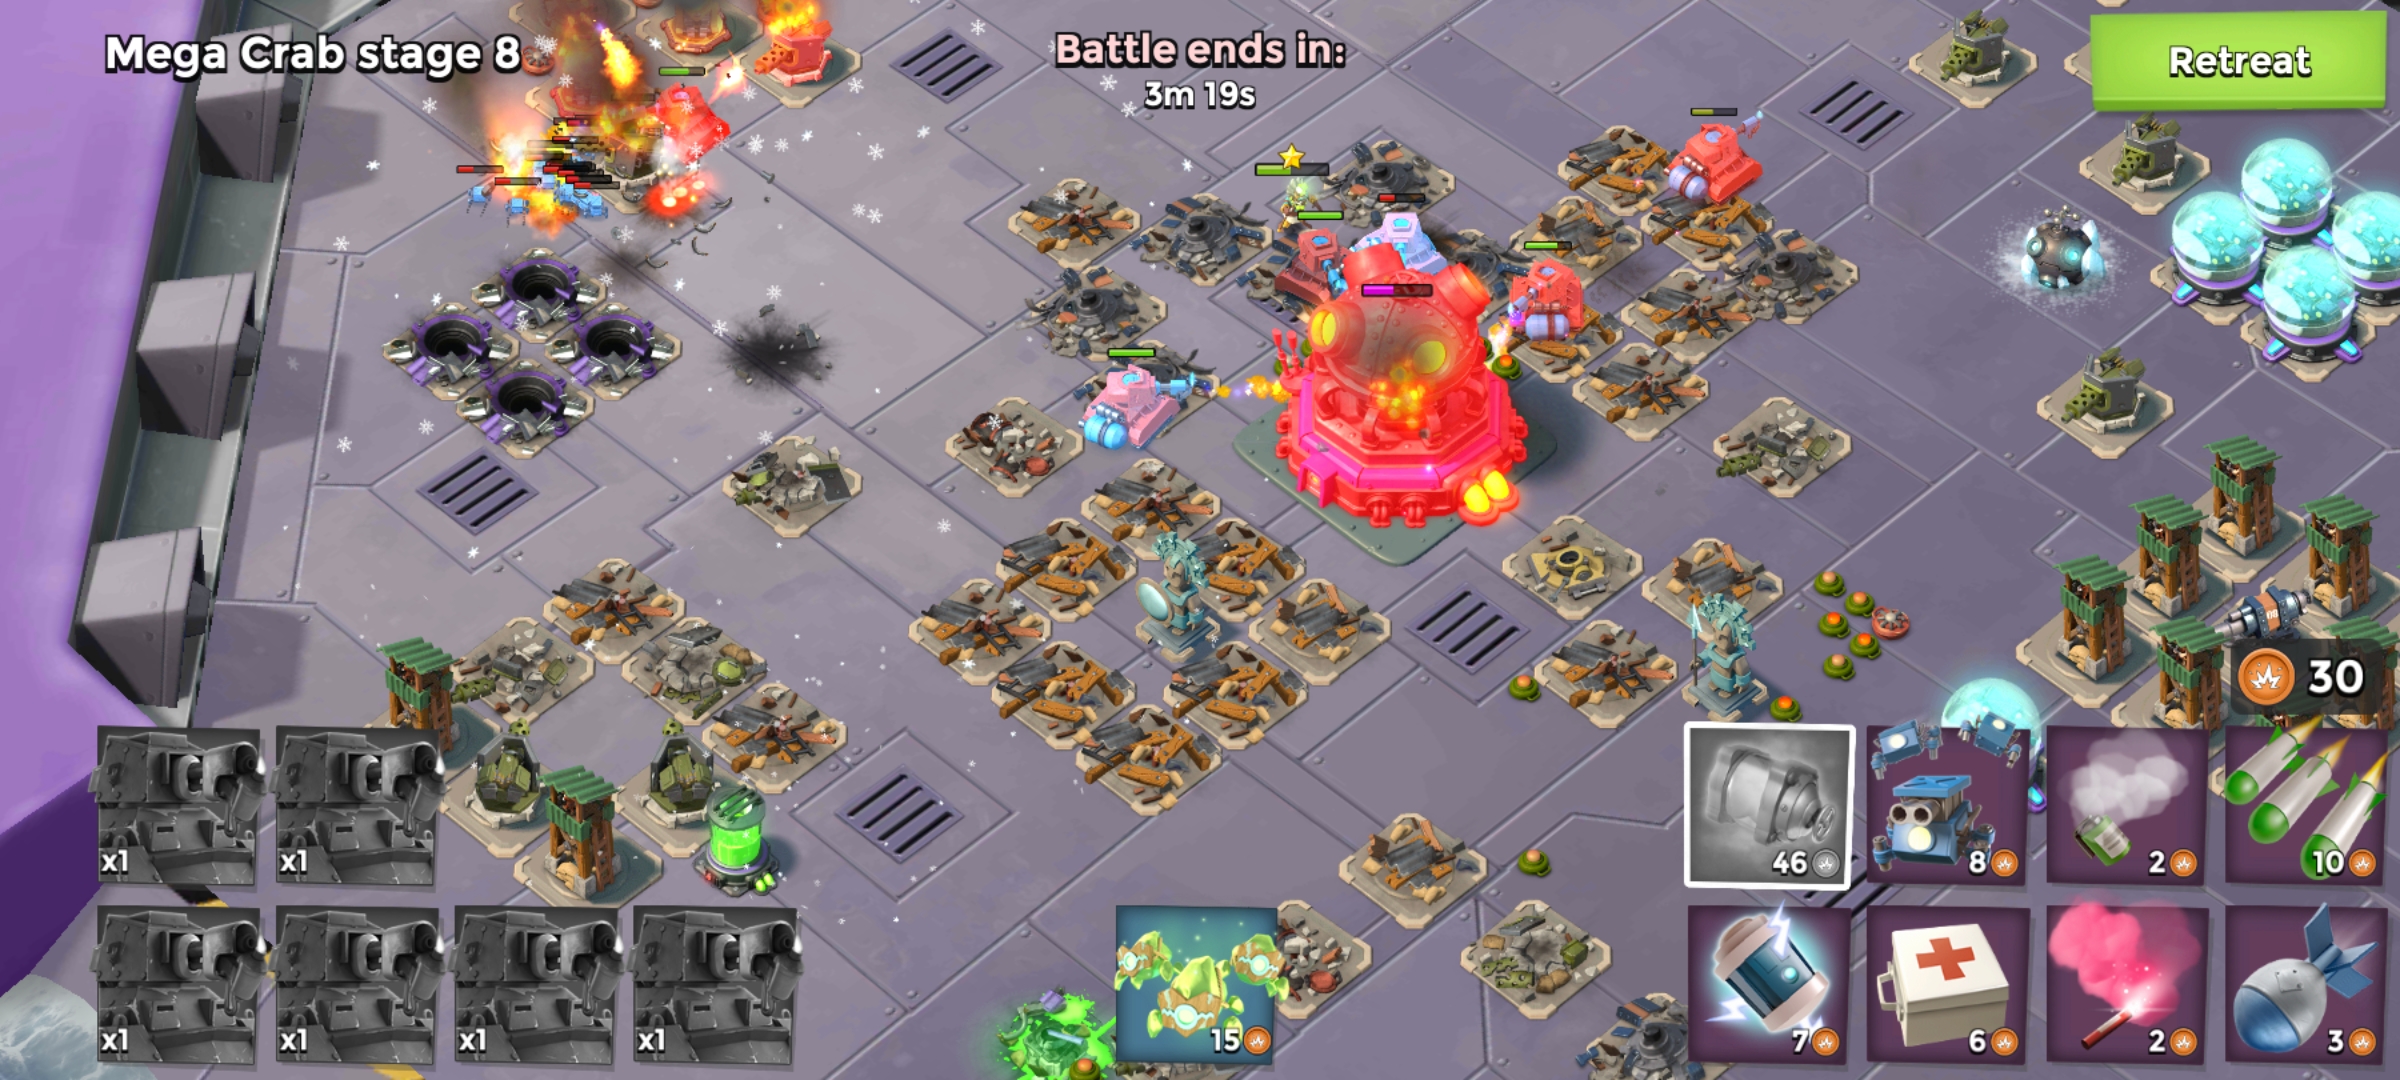 Mega Crab stage 8
Battle ends in:
3m 19s
Retreat
30
x1
x1
46
8
2
10
x1
x1
x1
x1
15
7
6
2
3